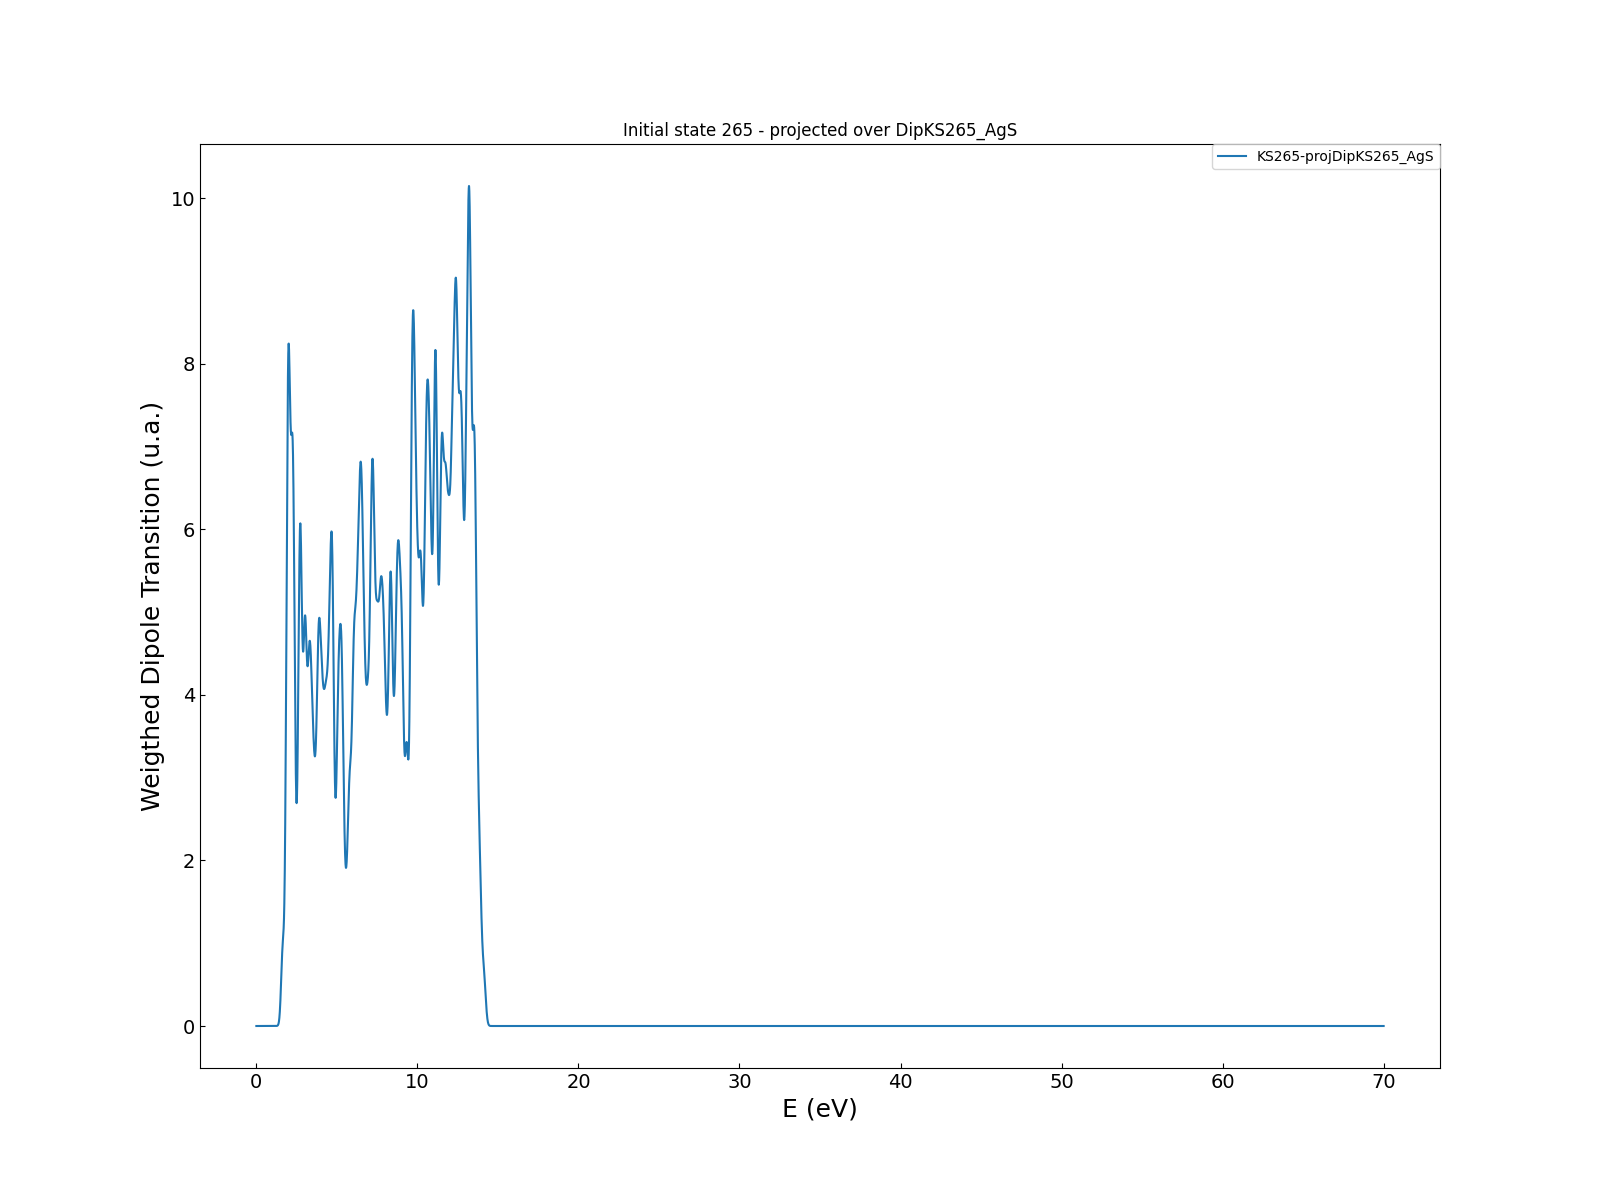 Initial state 265 - projected over DipKS265_AgS
KS265-projDipKS265_AgS
Weigthed Dipole Transition (u.a.)
10
8
6
4
2
0
0 10 20 30 40 50 60 70
E (eV)